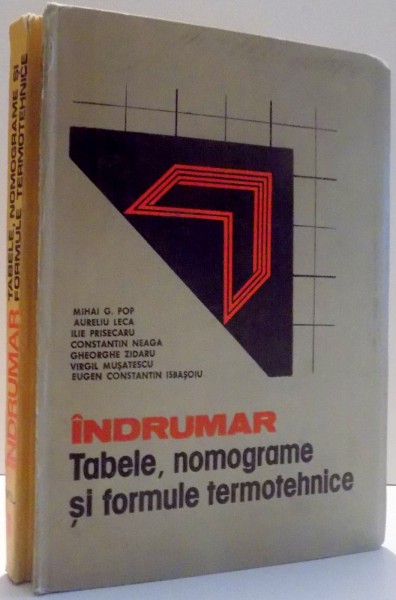 ÎNDRUMAR TABELE, NOMOGRAME ȘI
FORMULE TERMOTEHNICE
MIHAI G. POP
AURELIU LECA
ILIE PRISECARU
CONSTANTIN NEAGA
GHEORGHE ZIDARU
VIRGIL MUȘATESCU
EUGEN CONSTANTIN ISBĂȘOIU
ÎNDRUMAR
Tabele, nomograme
și formule termotehnice